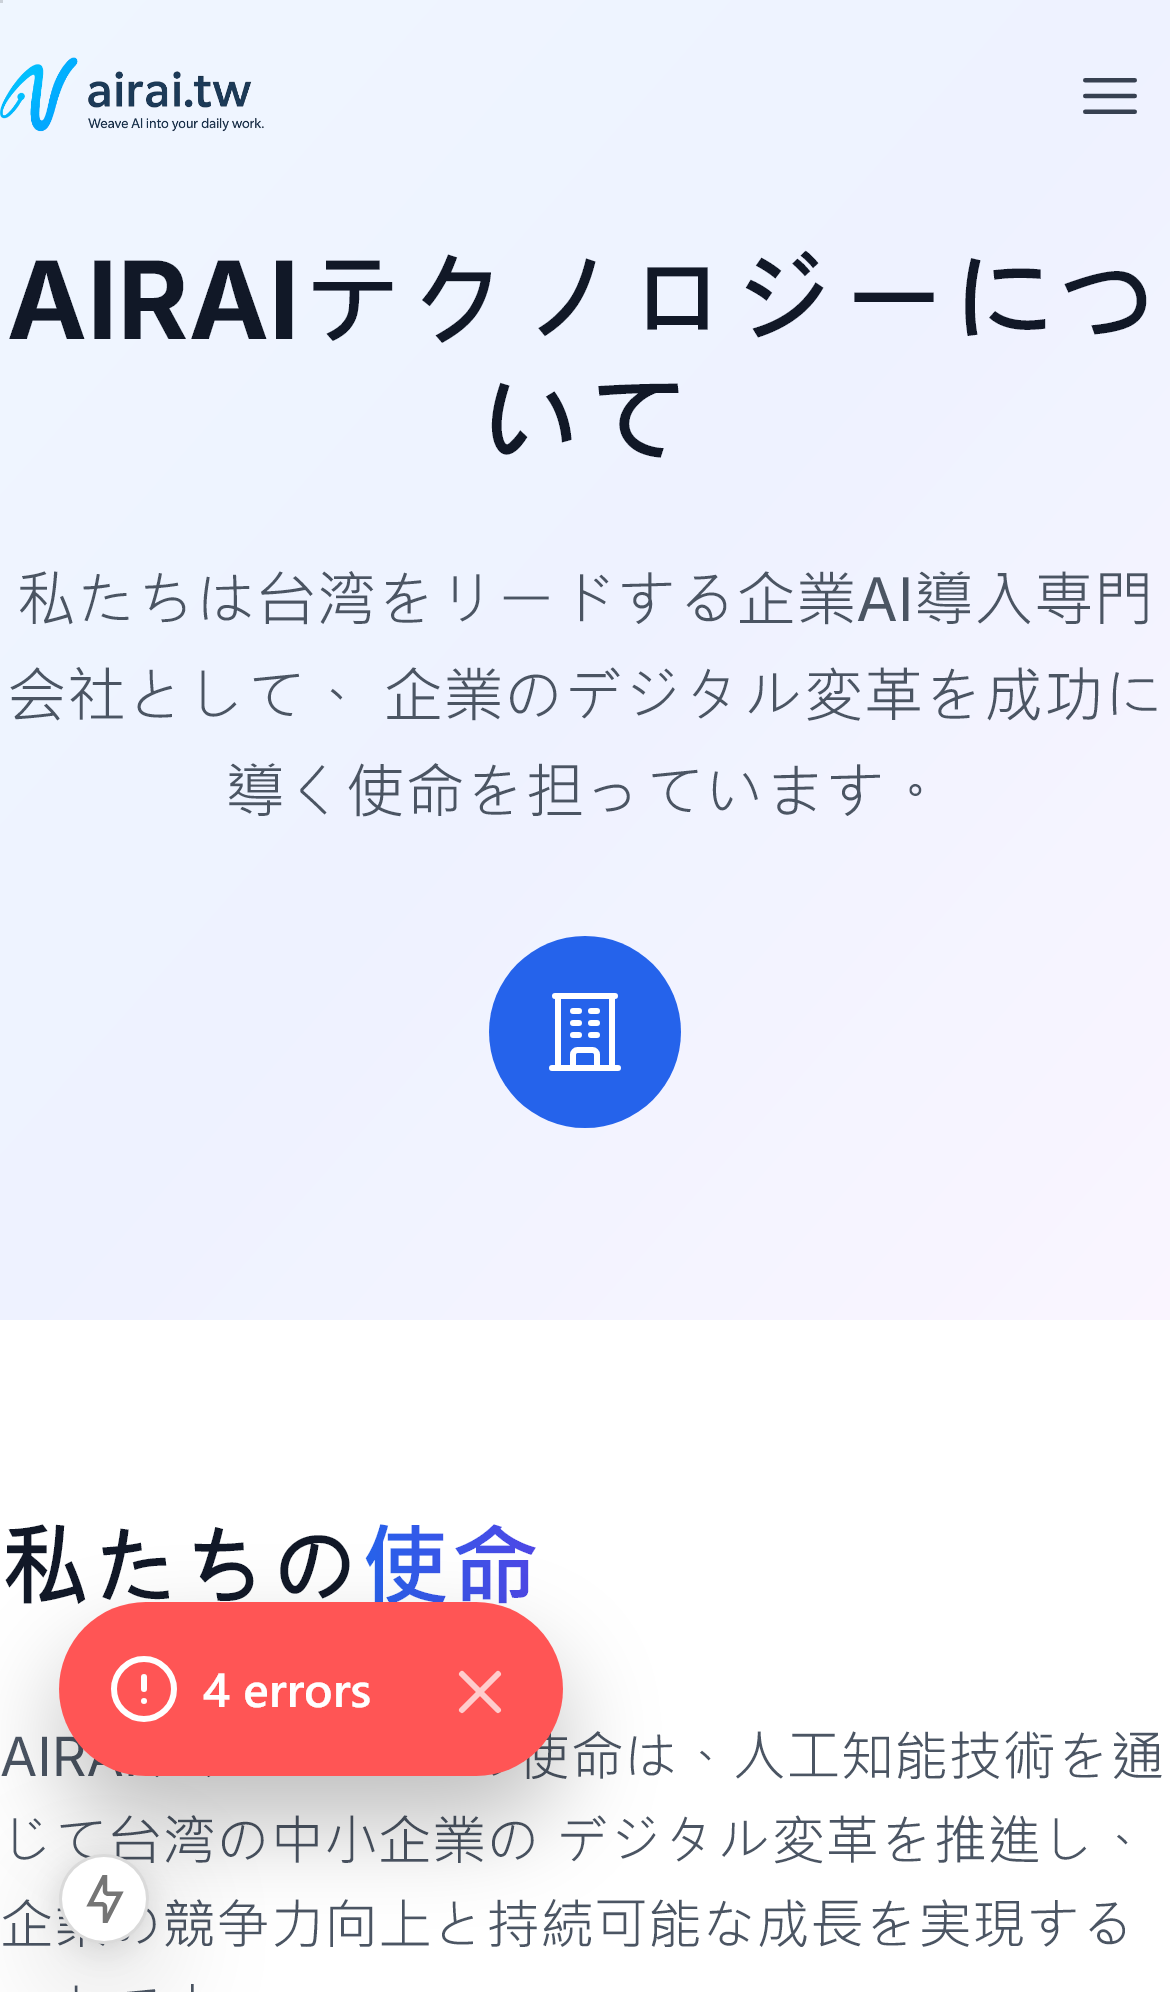 airai.tw
Weave AI into your daily work.
AIRAIテクノロジーにつ
いて
私たちは台湾をリードする企業AI導入専門
会社として、 企業のデジタル変革を成功に
導く使命を担っています。
私たちの使命
4 errors
使命は、人工知能技術を通
じて台湾の中小企業の デジタル変革を推進し、
企業の競争力向上と持続可能な成長を実現する